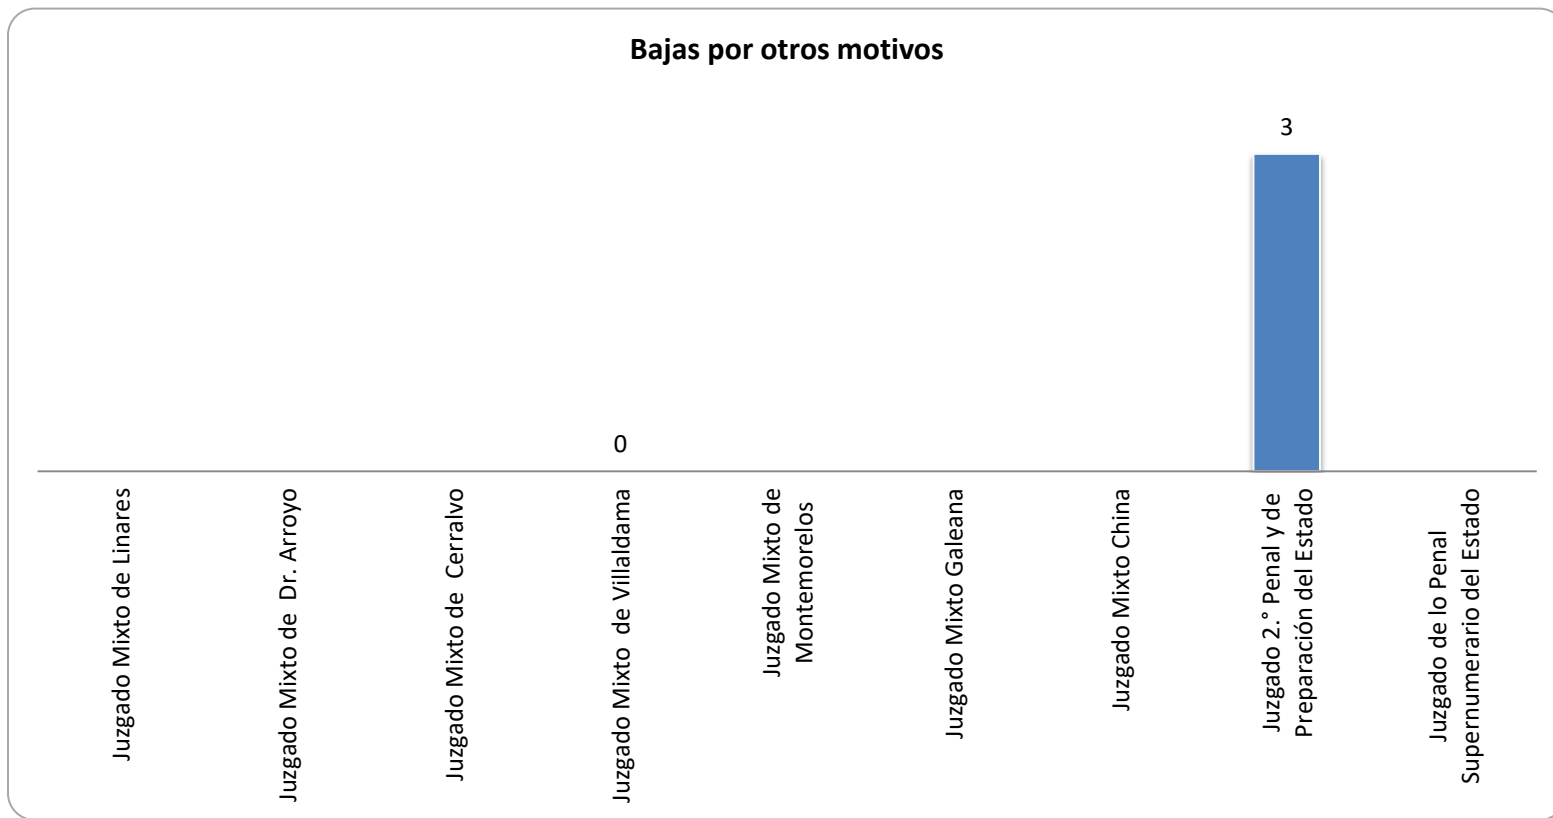 Bajas por otros motivos
3
0
Juzgado Mixto de Linares
Juzgado Mixto de  Dr. Arroyo
Juzgado Mixto de  Cerralvo
Juzgado Mixto  de Villaldama
Juzgado Mixto de
Montemorelos
Juzgado Mixto Galeana
Juzgado Mixto China
Juzgado 2.° Penal y de
Preparación del Estado
Juzgado de lo Penal
Supernumerario del Estado